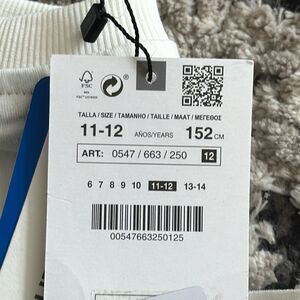 FSC
TALLA / SIZE / TAMANHO / TAILLE / MAAT / ΜΕΓΕΘΟΣ
11-12 AÑOS/YEARS 152 CM
ART.: 0547 / 663 / 250 12
6 7 8 9 10 11-12 13-14
00547663250125